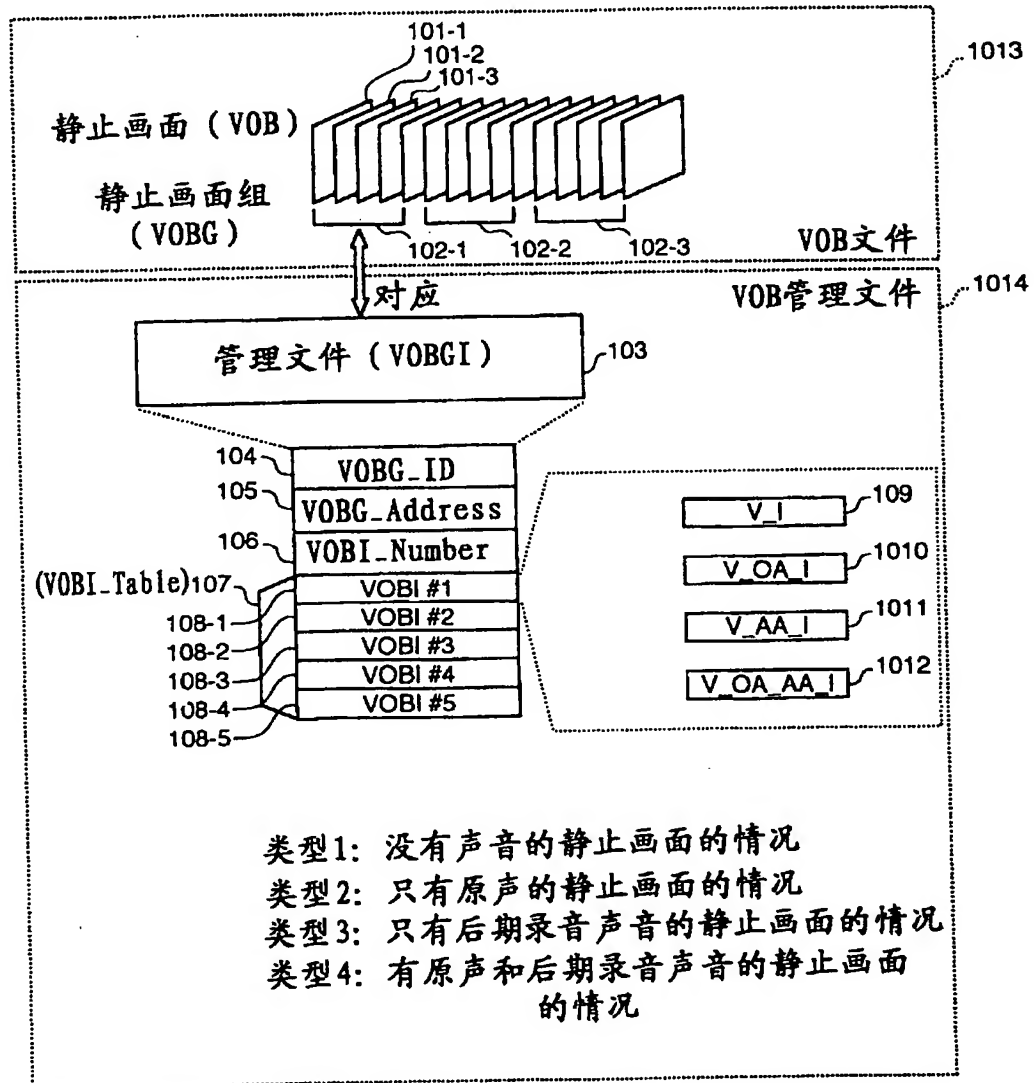 101-1
101-2
101-3
1013
静止画面(VOB)
静止画面组
(VOBG)
102-1
102-2
102-3
VOB文件
对应
VOB管理文件
1014
管理文件(VOBGI)
103
104
VOBG_ID
105
VOBG_Address
106
VOBI_Number
(VOBI_Table)107
VOBI #1
108-1
VOBI #2
108-2
VOBI #3
108-3
VOBI #4
108-4
VOBI #5
108-5
V_I
109
V_OA_I
1010
V_AA_I
1011
V_OA_AA_I
1012
类型1：没有声音的静止画面的情况
类型2：只有原声的静止画面的情况
类型3：只有后期录音声音的静止画面的情况
类型4：有原声和后期录音声音的静止画面
的情况